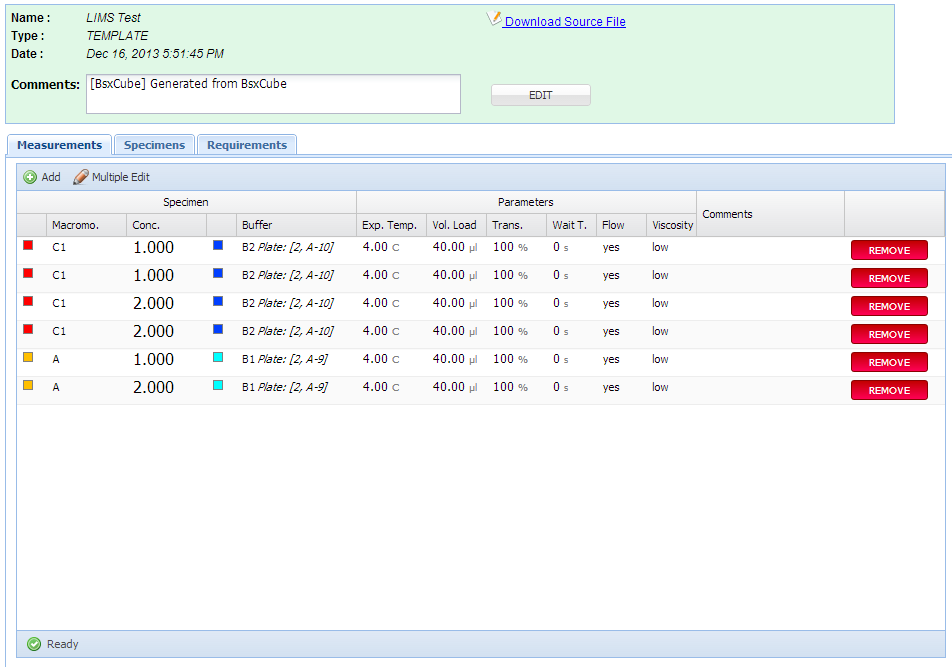 Name : LIMS Test
Download Source File
Type : TEMPLATE
Date : Dec 16, 2013 5:51:45 PM
Comments: [BsxCube] Generated from BsxCube
EDIT
Measurements Specimens Requirements
Add Multiple Edit
Specimen Parameters Comments
Macromo. Conc. Buffer Exp. Temp. Vol. Load Trans. Wait T. Flow Viscosity
C1 1.000 B2 Plate: [2, A-10] 4.00 C 40.00 µl 100 % 0 s yes low REMOVE
C1 1.000 B2 Plate: [2, A-10] 4.00 C 40.00 µl 100 % 0 s yes low REMOVE
C1 2.000 B2 Plate: [2, A-10] 4.00 C 40.00 µl 100 % 0 s yes low REMOVE
C1 2.000 B2 Plate: [2, A-10] 4.00 C 40.00 µl 100 % 0 s yes low REMOVE
A 1.000 B1 Plate: [2, A-9] 4.00 C 40.00 µl 100 % 0 s yes low REMOVE
A 2.000 B1 Plate: [2, A-9] 4.00 C 40.00 µl 100 % 0 s yes low REMOVE
Ready